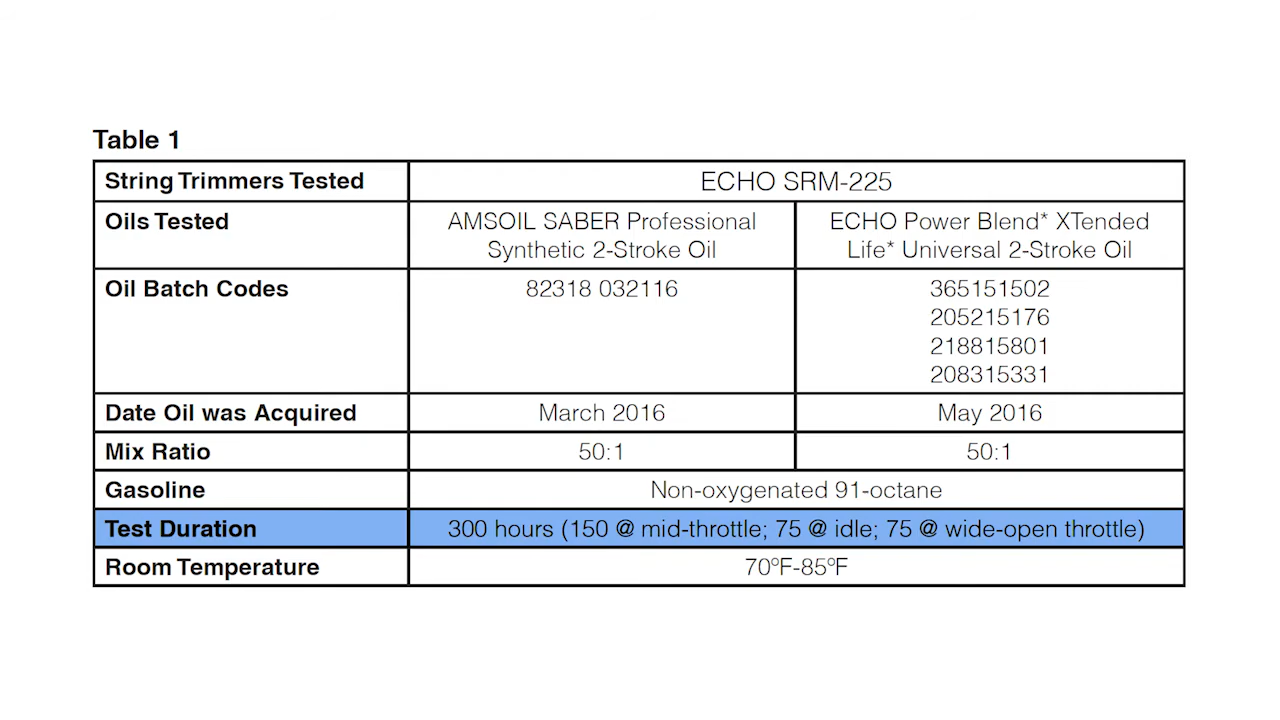 Table 1
String Trimmers Tested
ECHO SRM-225
Oils Tested
AMSOIL SABER Professional
Synthetic 2-Stroke Oil
ECHO Power Blend* XTended
Life* Universal 2-Stroke Oil
Oil Batch Codes
82318 032116
365151502
205215176
218815801
208315331
Date Oil was Acquired
March 2016
May 2016
Mix Ratio
50:1
50:1
Gasoline
Non-oxygenated 91-octane
Test Duration
300 hours (150 @ mid-throttle; 75 @ idle; 75 @ wide-open throttle)
Room Temperature
70ºF-85ºF